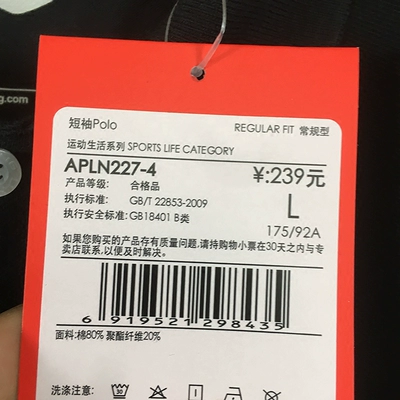 g.com
短袖Polo
REGULAR FIT 常规型
运动生活系列 SPORTS LIFE CATEGORY
APLN227-4
¥:239元
产品等级: 合格品
L
执行标准: GB/T 22853-2009
执行安全标准: GB18401 B类
175/92A
如果您购买的产品存有质量问题,请持购物小票在30天之内与专
卖店联系,以便及时解决。
6 919521 298435
面料:棉80% 聚酯纤维20%
洗涤注意: